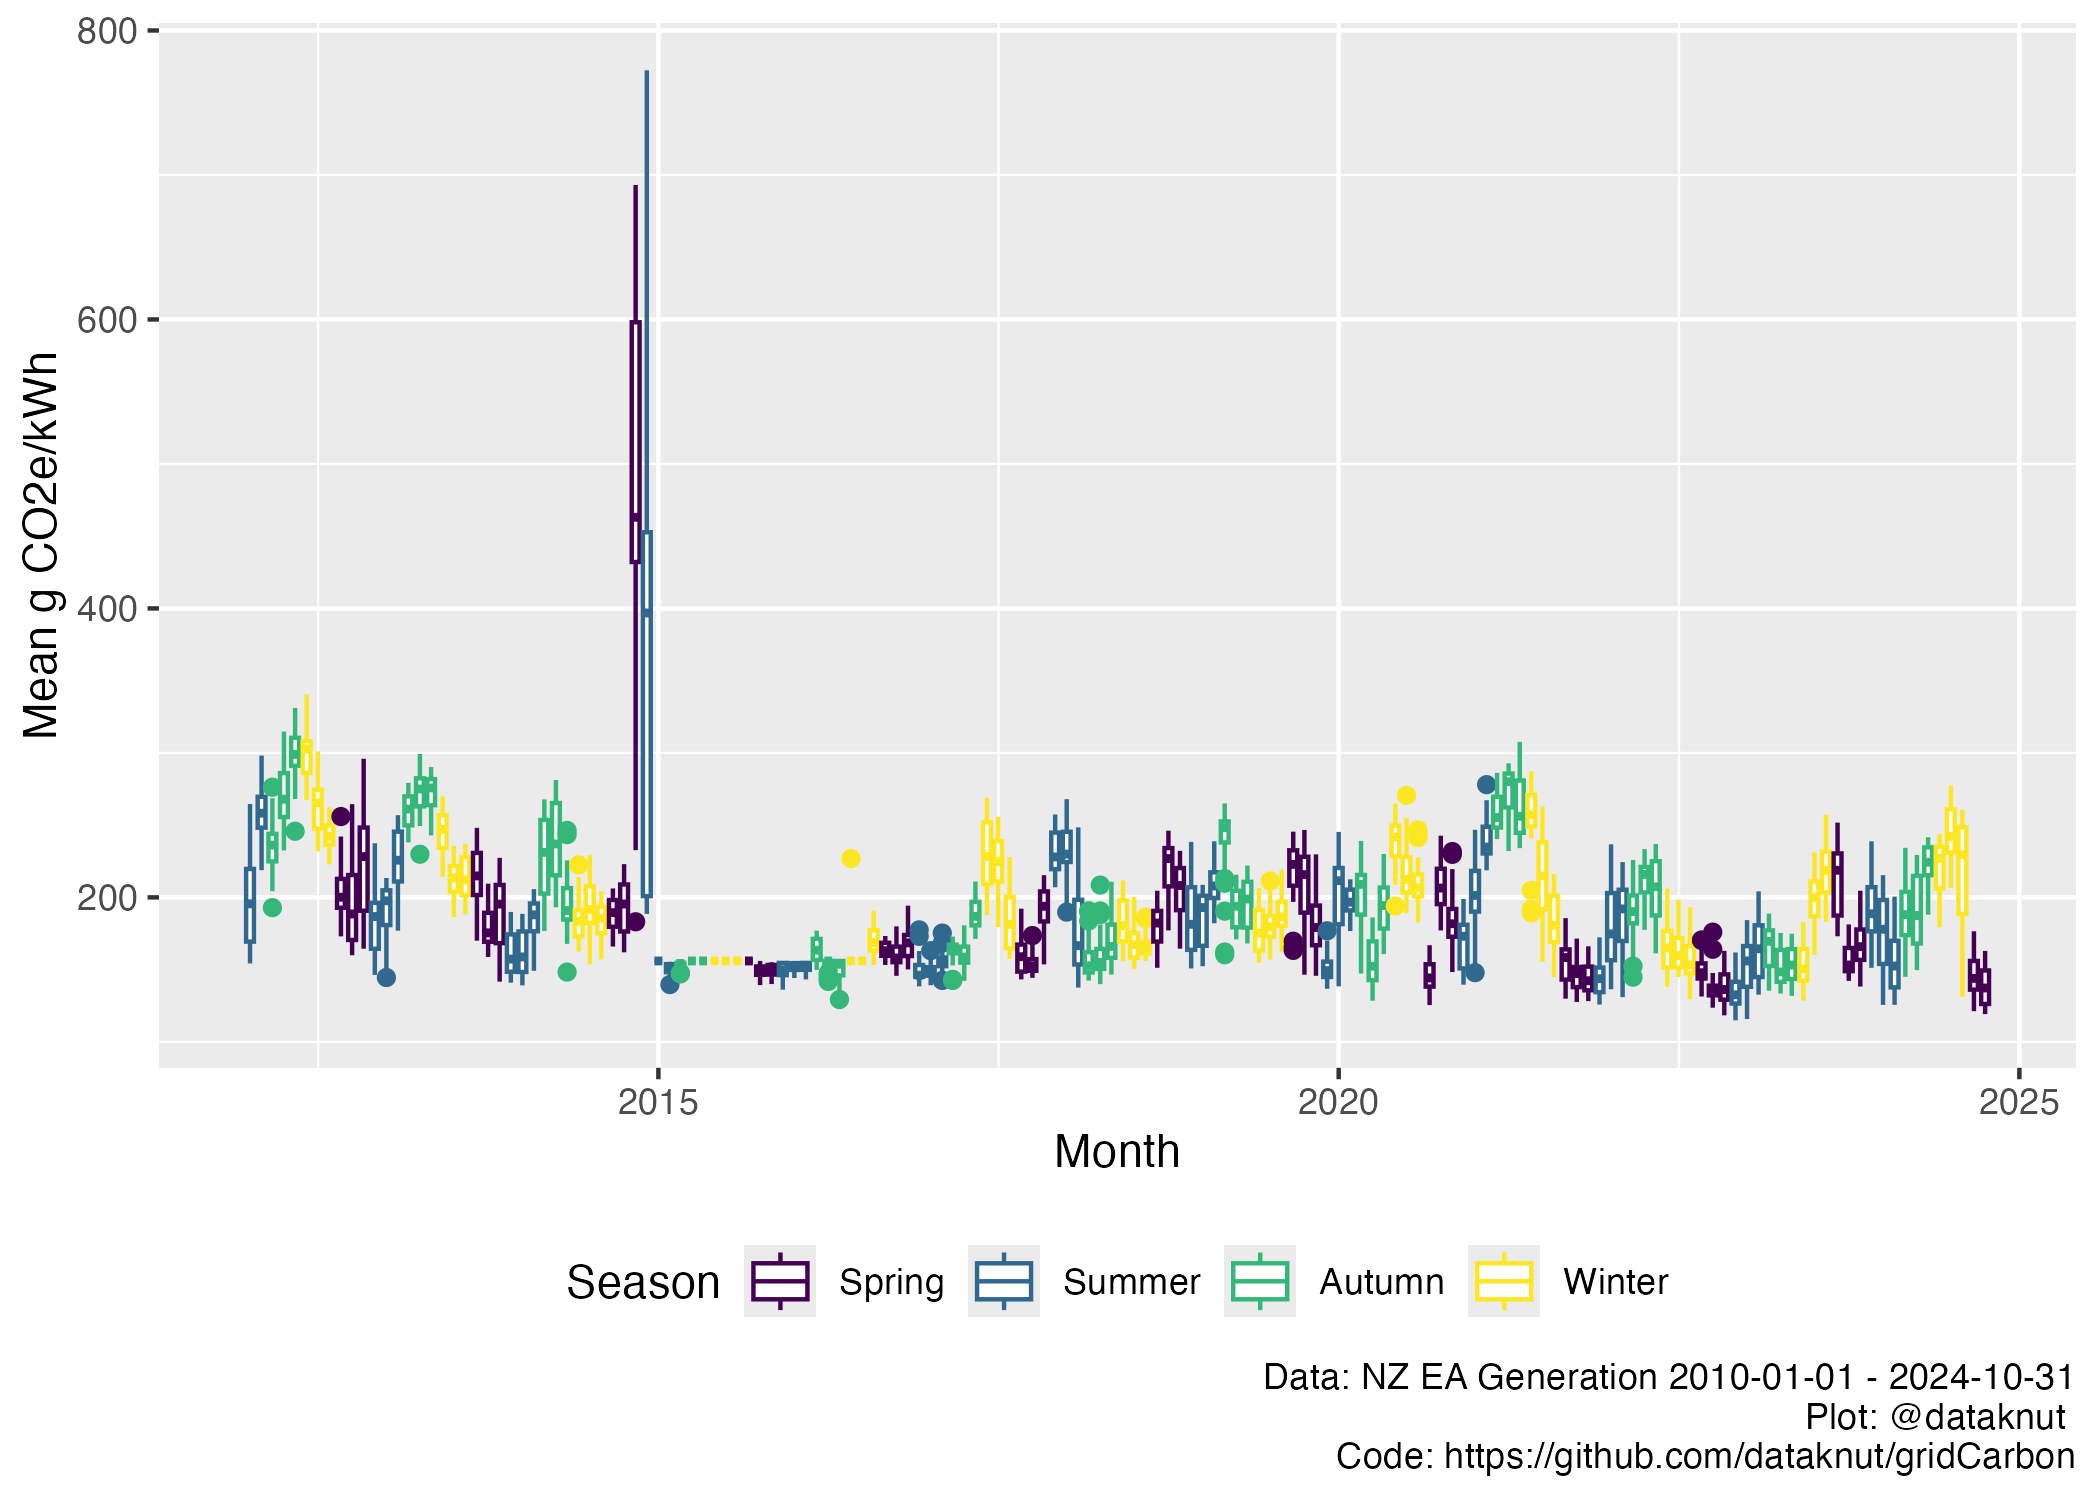 800
600
400
200
Mean g CO2e/kWh
2015 2020 2025
Month
Season Spring Summer Autumn Winter
Data: NZ EA Generation 2010-01-01 - 2024-10-31
Plot: @dataknut
Code: https://github.com/dataknut/gridCarbon